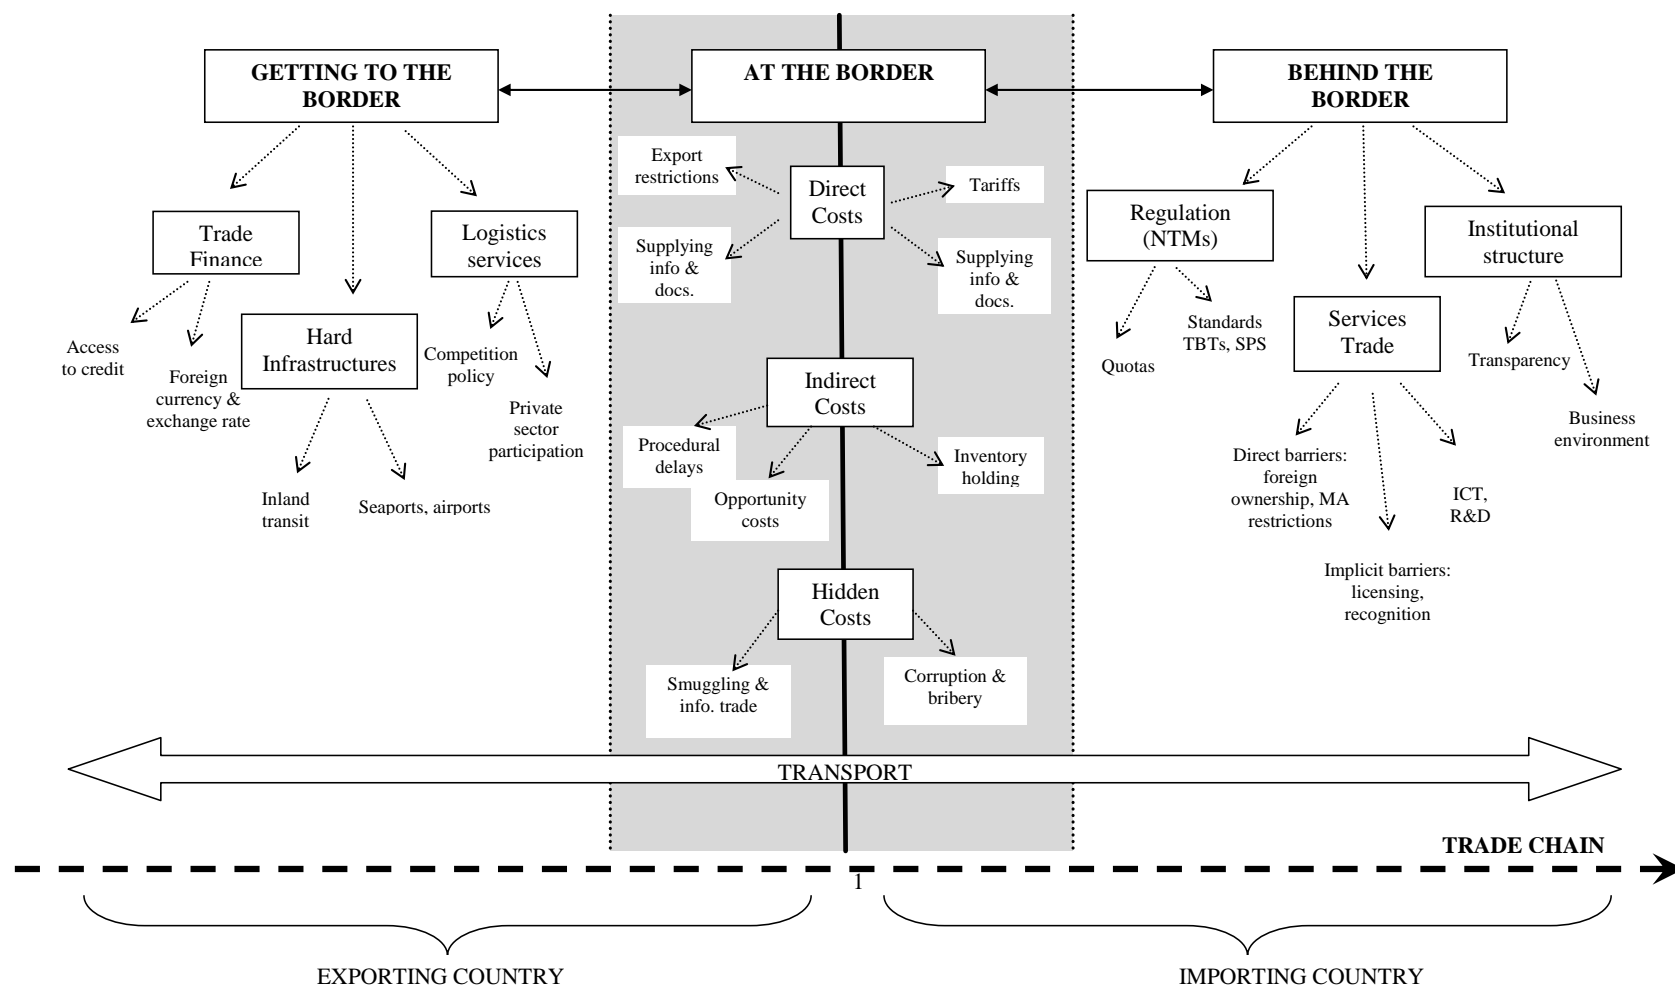 GETTING TO THE
BORDER
AT THE BORDER
BEHIND THE
BORDER
Trade
Finance
Access
to credit
Foreign
currency &
exchange rate
Hard
Infrastructures
Inland
transit
Seaports, airports
Logistics
services
Competition
policy
Private
sector
participation
Direct
Costs
Export
restrictions
Supplying
info &
docs.
Tariffs
Supplying
info &
docs.
Indirect
Costs
Procedural
delays
Opportunity
costs
Inventory
holding
Hidden
Costs
Smuggling &
info. trade
Corruption &
bribery
Regulation
(NTMs)
Quotas
Standards
TBTs, SPS
Services
Trade
Direct barriers:
foreign
ownership, MA
restrictions
Implicit barriers:
licensing,
recognition
ICT,
R&D
Institutional
structure
Transparency
Business
environment
TRANSPORT
TRADE CHAIN
1
EXPORTING COUNTRY
IMPORTING COUNTRY